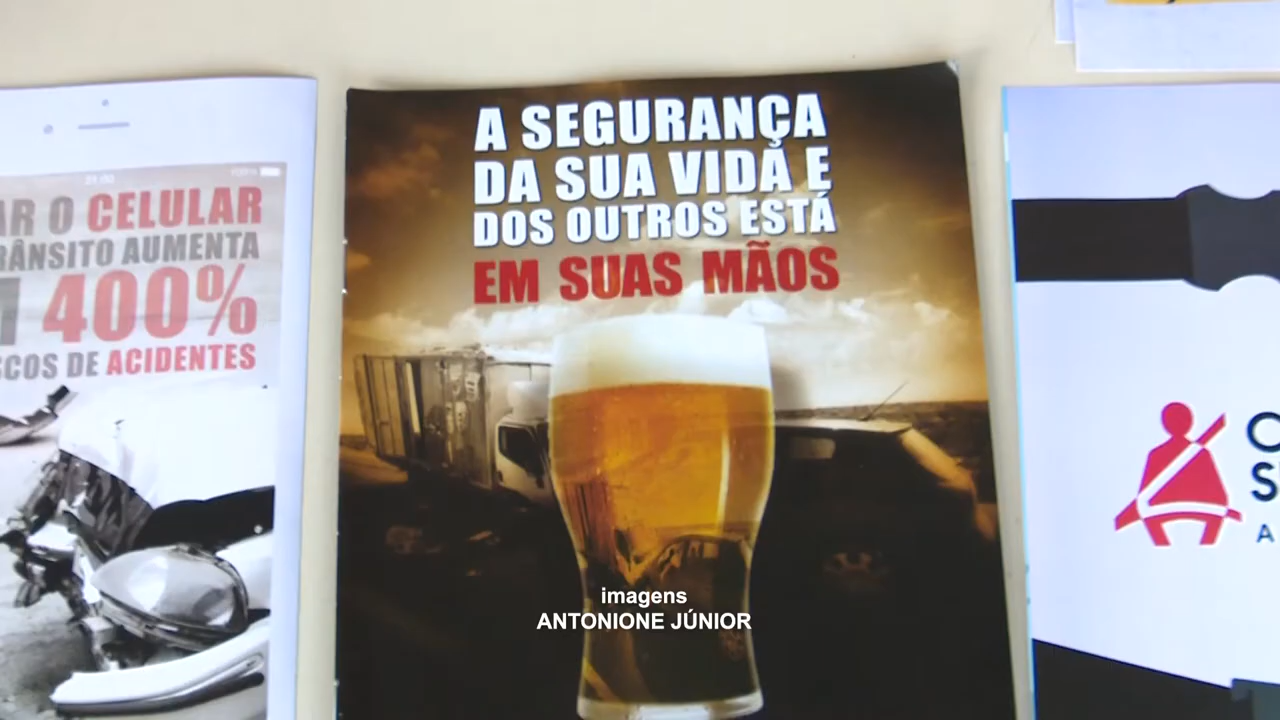 AR O CELULAR
RÂNSITO AUMENTA
400%
SCOS DE ACIDENTES
A SEGURANÇA
DA SUA VIDA E
DOS OUTROS ESTÁ
EM SUAS MÃOS
imagens
ANTONIONE JÚNIOR